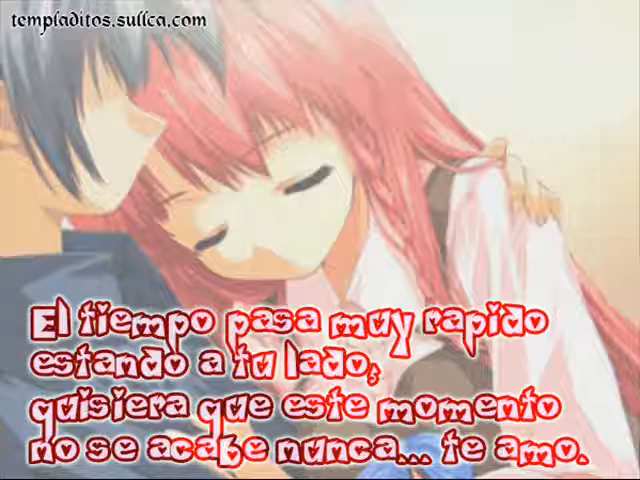 templaditos.sullca.com
El tiempo pasa muy rapido
estando a tu lado,
quisiera que este momento
no se acabe nunca... te amo.